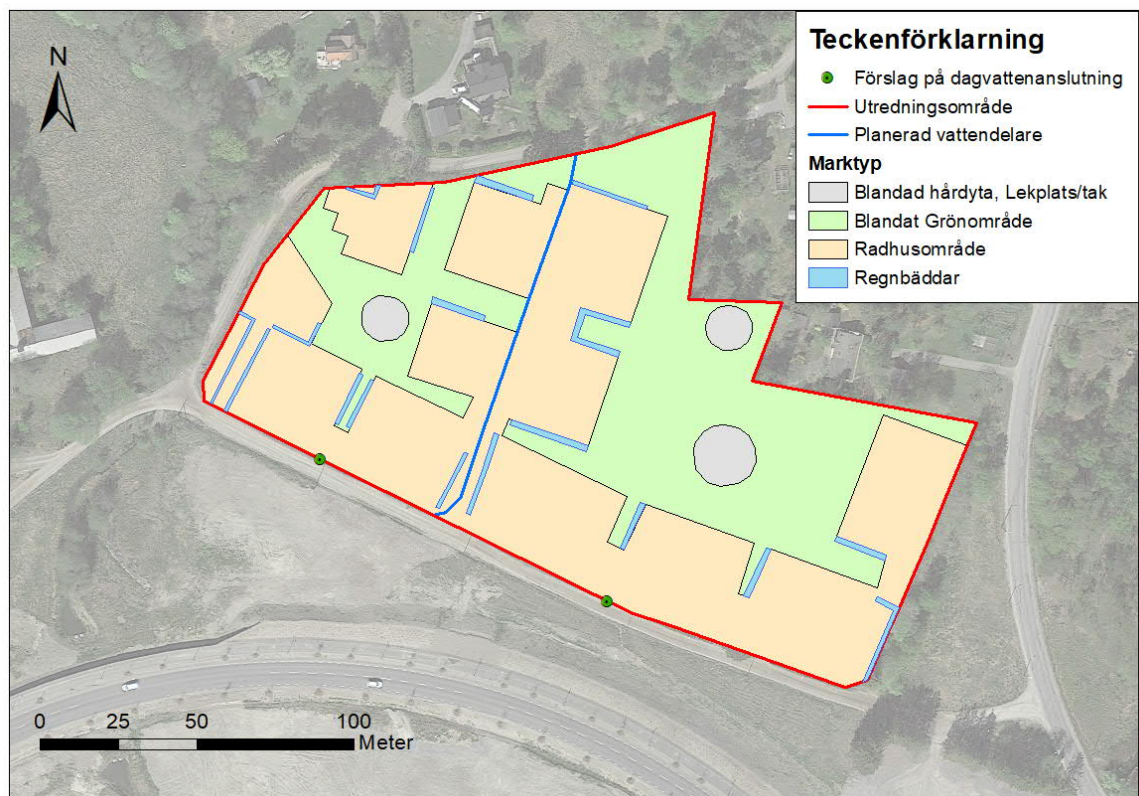 N
Teckenförklarning
Förslag på dagvattenanslutning
Utredningsområde
Planerad vattendelare
Marktyp
Blandad hårdyta, Lekplats/tak
Blandat Grönområde
Radhusområde
Regnbäddar
0 25 50 100
Meter